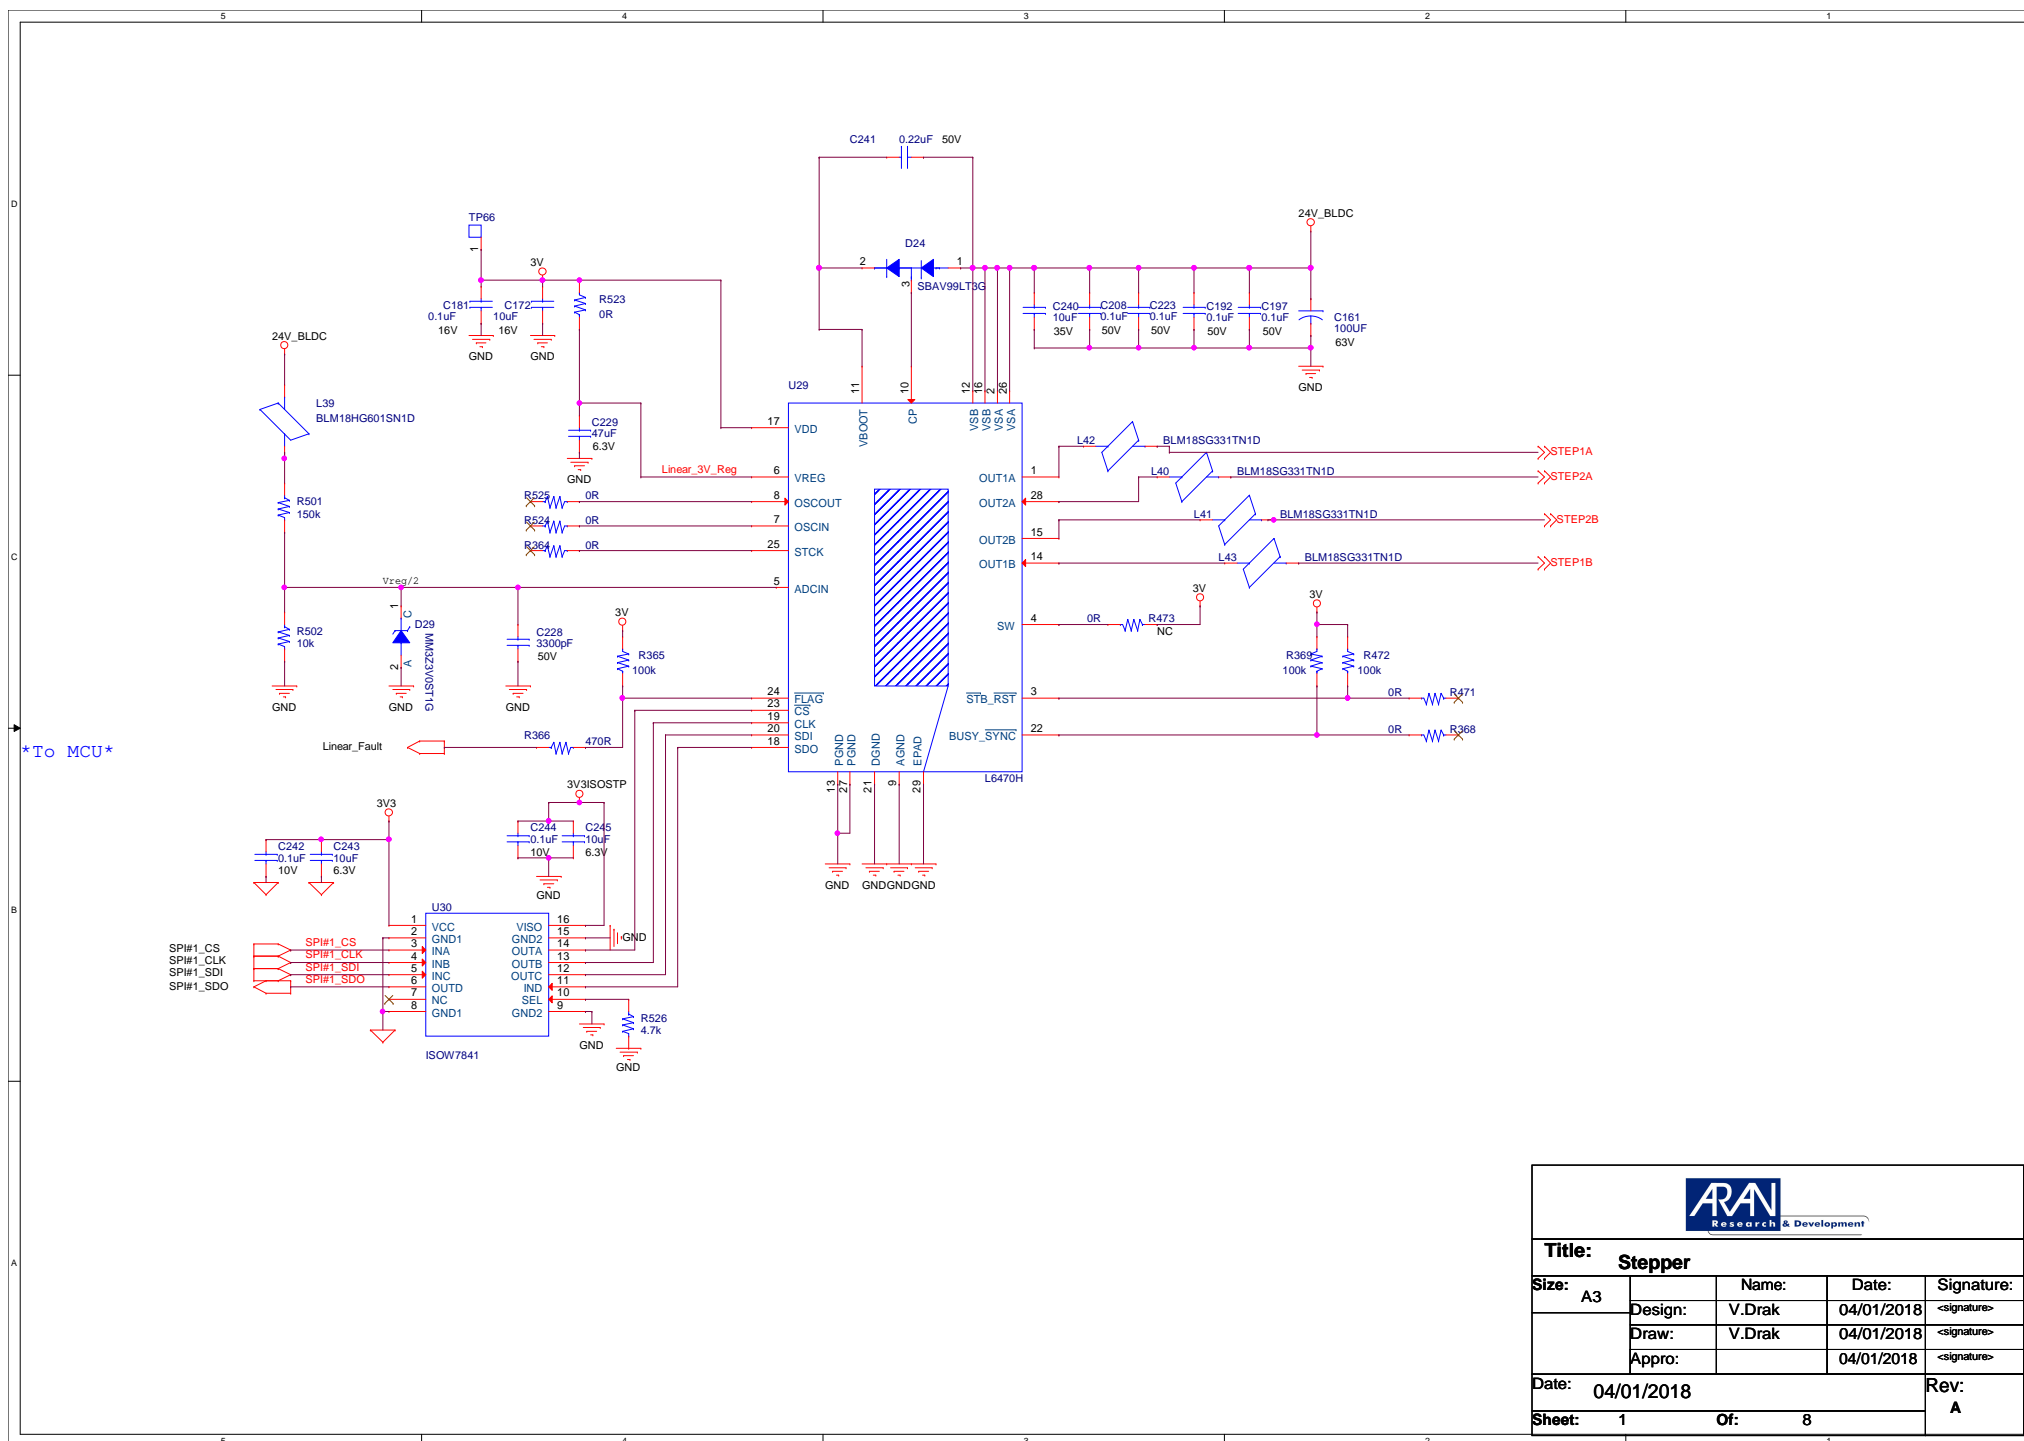 5 4 3 2 1
D
C
B
A
C241 0.22uF 50V
TP66
1
3V
D24
2 1
3
SBAV99LT3G
24V_BLDC
C181
0.1uF
16V
GND
C172
10uF
16V
GND
R523
0R
C240
10uF
35V
C208
0.1uF
50V
C223
0.1uF
50V
C192
0.1uF
50V
C197
0.1uF
50V
C161
100UF
63V
GND
24V_BLDC
L39
BLM18HG601SN1D
R501
150k
R502
10k
GND
Vreg/2
1
C
D29
2
A
MM3Z3V0ST1G
GND
C228
3300pF
50V
GND
C229
47uF
6.3V
GND
Linear_3V_Reg
R525 0R
R524 0R
R364 0R
3V
R365
100k
U29
11 10 12 16 2 26
VBOOT CP VSB VSB VSA VSA
17 VDD
6 VREG
8 OSCOUT
7 OSCIN
25 STCK
5 ADCIN
24 FLAG
23 CS
19 CLK
20 SDI
18 SDO
OUT1A 1
OUT2A 28
OUT2B 15
OUT1B 14
SW 4
STB_RST 3
BUSY_SYNC 22
PGND PGND DGND AGND EPAD
13 27 21 9 29
L6470H
GND GND GND GND
L42 BLM18SG331TN1D STEP1A
L40 BLM18SG331TN1D STEP2A
L41 BLM18SG331TN1D STEP2B
L43 BLM18SG331TN1D STEP1B
0R R473
NC
3V
3V
R369
100k
R472
100k
0R R471
0R R368
*To MCU*
Linear_Fault
R366 470R
3V3ISOSTP
C244
0.1uF
10V
C245
10uF
6.3V
GND
3V3
C242
0.1uF
10V
C243
10uF
6.3V
U30
1 VCC VISO 16
2 GND1 GND2 15
3 INA OUTA 14
4 INB OUTB 13
5 INC OUTC 12
6 OUTD IND 11
7 NC SEL 10
8 GND1 GND2 9
ISOW7841
GND
SPI#1_CS SPI#1_CS
SPI#1_CLK SPI#1_CLK
SPI#1_SDI SPI#1_SDI
SPI#1_SDO SPI#1_SDO
GND
R526
4.7k
GND
ARAN
Research & Development
Title: Stepper
Size: A3
Name: Date: Signature:
Design: V.Drak 04/01/2018 <signature>
Draw: V.Drak 04/01/2018 <signature>
Appro: 04/01/2018 <signature>
Date: 04/01/2018
Rev: A
Sheet: 1 Of: 8
5 4 3 2 1